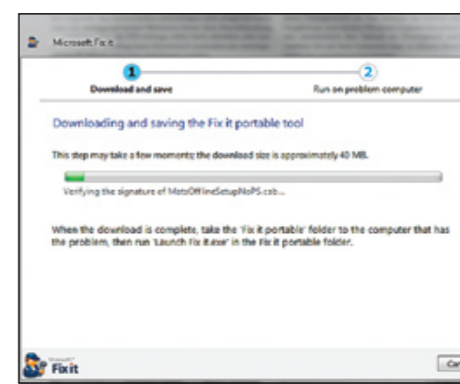 Microsoft Fix it
1 2
Download and save Run on problem computer
Downloading and saving the Fix it portable tool
This step may take a few moments; the download size is approximately 40 MB.
Verifying the signature of MatsOfflineSetupNoPS.cab...
When the download is complete, take the 'Fix it portable' folder to the computer that has
the problem, then run 'Launch Fix it.exe' in the Fix it portable folder.
Microsoft
Fix it